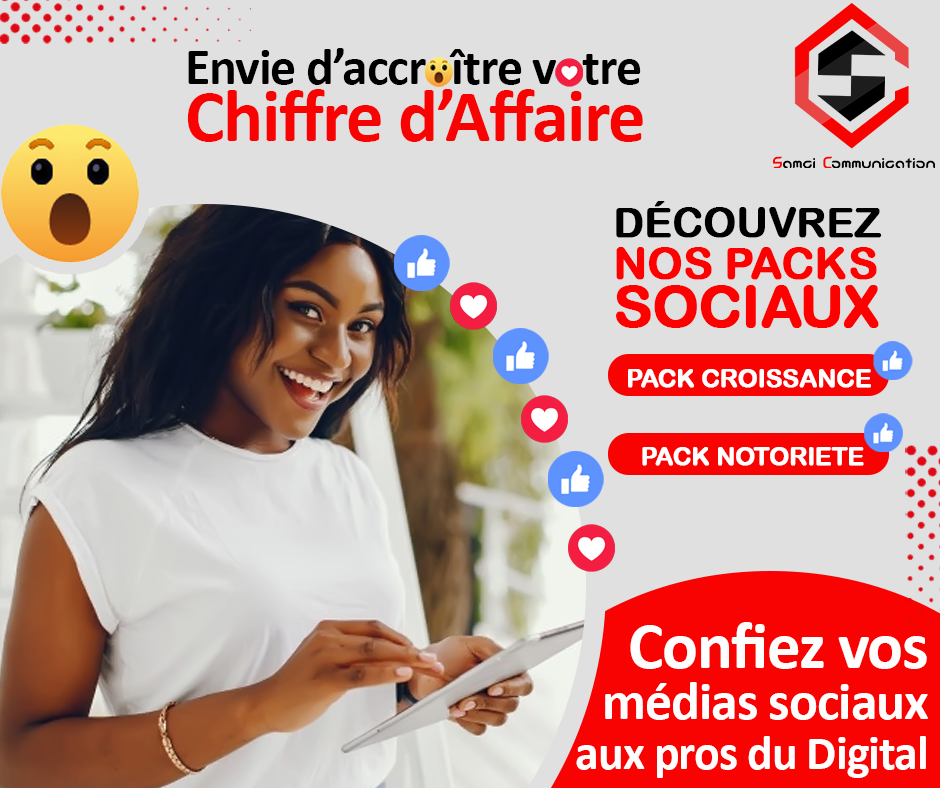 Envie d’accroître votre
Chiffre d’Affaire
Samci Communication
DÉCOUVREZ
NOS PACKS
SOCIAUX
PACK CROISSANCE
PACK NOTORIETE
Confiez vos
médias sociaux
aux pros du Digital